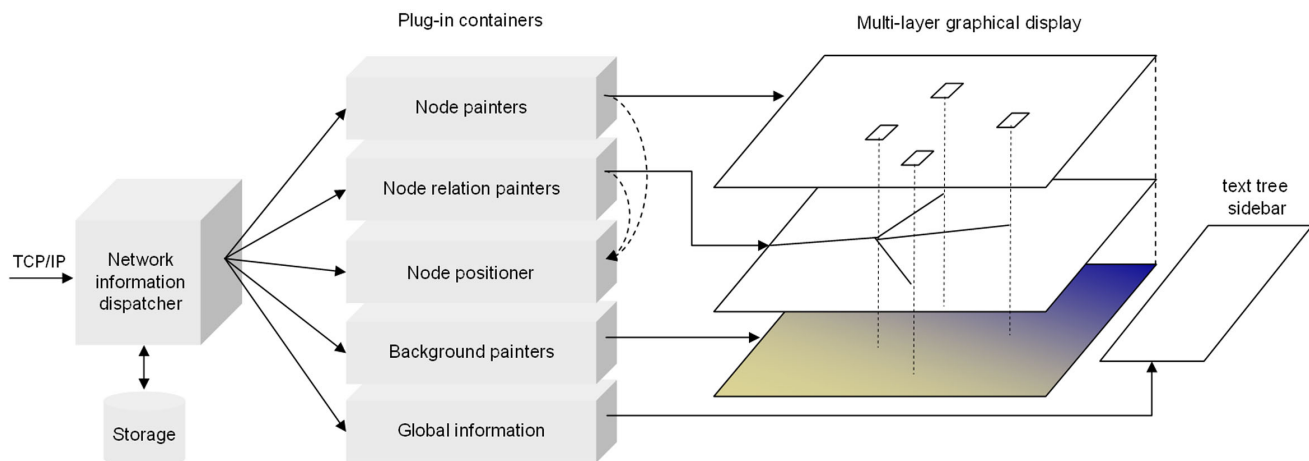 Plug-in containers
Multi-layer graphical display
Node painters
Node relation painters
text tree
sidebar
TCP/IP
Network
information
dispatcher
Node positioner
Background painters
Storage
Global information